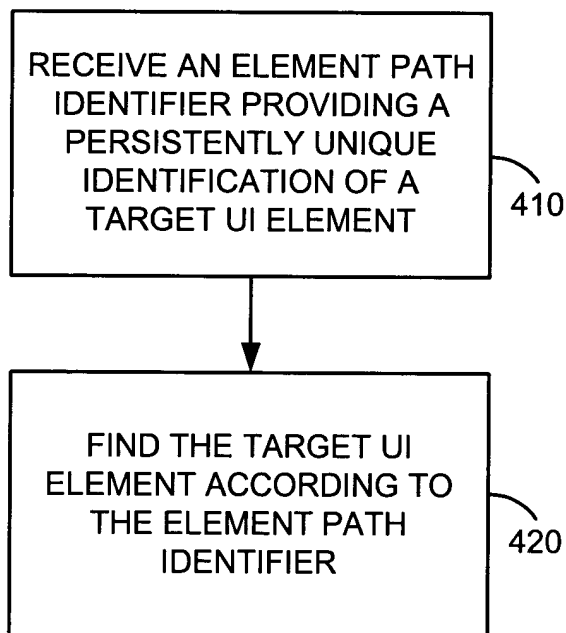 RECEIVE AN ELEMENT PATH
IDENTIFIER PROVIDING A
PERSISTENTLY UNIQUE
IDENTIFICATION OF A
TARGET UI ELEMENT
410
FIND THE TARGET UI
ELEMENT ACCORDING TO
THE ELEMENT PATH
IDENTIFIER
420